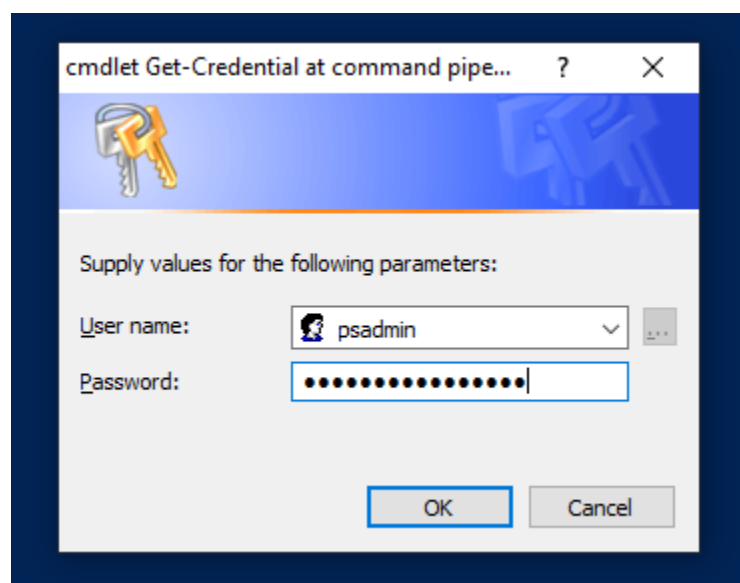 cmdlet Get-Credential at command pipe... ?
Supply values for the following parameters:
User name: psadmin ...
Password: ●●●●●●●●●●●●●●●●
OK Cancel